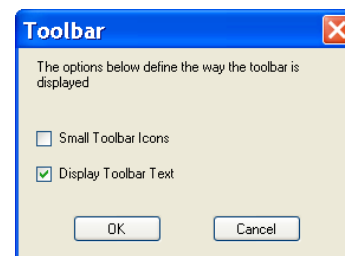 Toolbar
The options below define the way the toolbar is
displayed
Small Toolbar Icons
Display Toolbar Text
OK Cancel